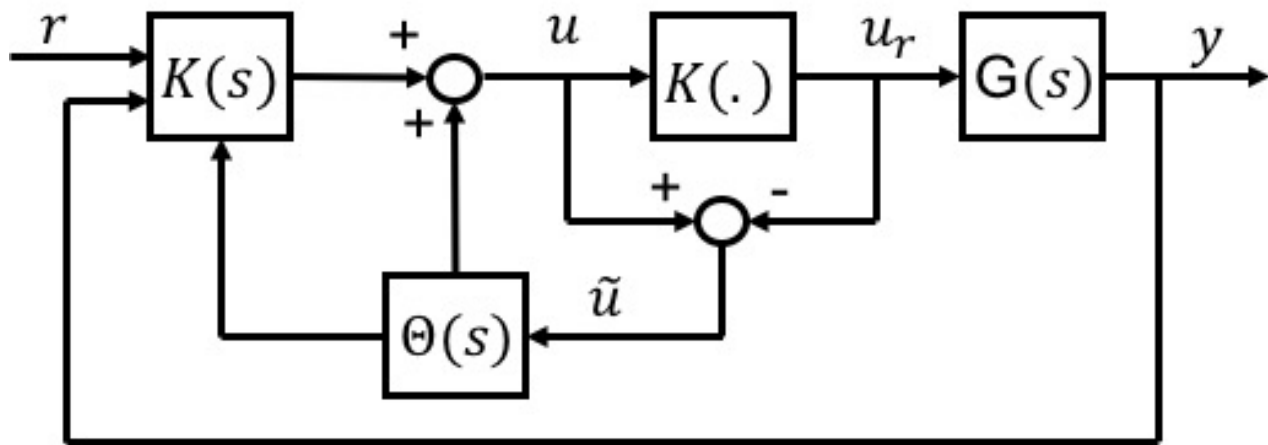 r
K(s)
+
+
u
K(.)
u_r
G(s)
y
+
-
Θ(s)
ũ